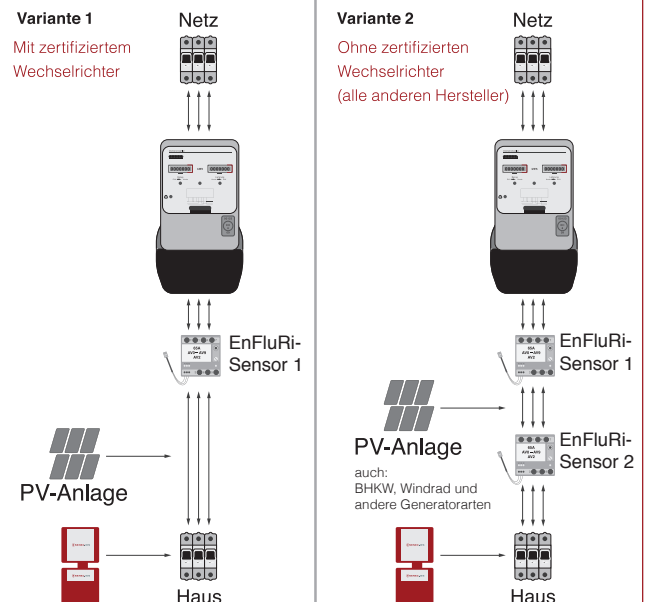 Variante 1
Mit zertifiziertem
Wechselrichter
Netz
EnFluRi-
Sensor 1
PV-Anlage
Haus
Variante 2
Ohne zertifizierten
Wechselrichter
(alle anderen Hersteller)
Netz
EnFluRi-
Sensor 1
PV-Anlage
auch:
BHKW, Windrad und
andere Generatorarten
EnFluRi-
Sensor 2
Haus